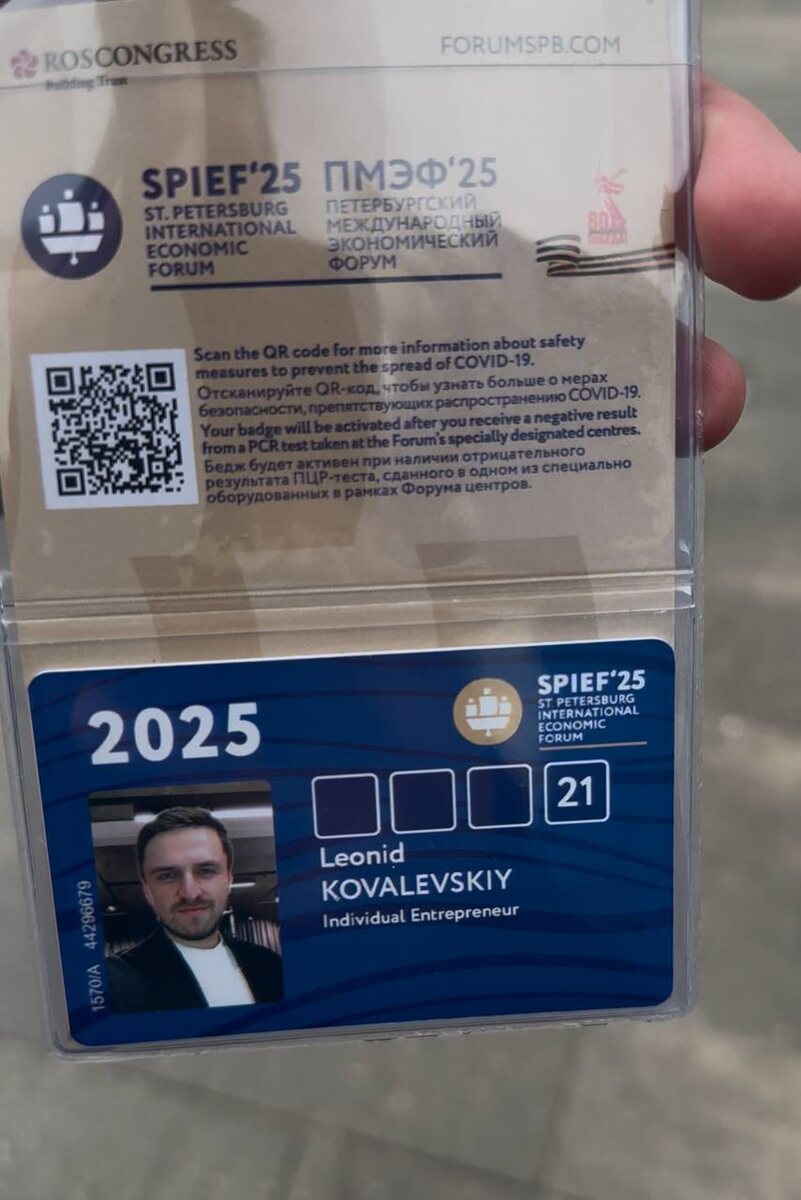 ROSCONGRESS
Building Trust
FORUMSPB.COM
SPIEF'25
ST. PETERSBURG
INTERNATIONAL
ECONOMIC
FORUM
ПМЭФ'25
ПЕТЕРБУРГСКИЙ
МЕЖДУНАРОДНЫЙ
ЭКОНОМИЧЕСКИЙ
ФОРУМ
80
ПОБЕДА!
Scan the QR code for more information about safety
measures to prevent the spread of COVID-19.
Отсканируйте QR-код, чтобы узнать больше о мерах
безопасности, препятствующих распространению COVID-19.
Your badge will be activated after you receive a negative result
from a PCR test taken at the Forum's specially designated centres.
Бедж будет активен при наличии отрицательного
результата ПЦР-теста, сданного в одном из специально
оборудованных в рамках Форума центров.
2025
SPIEF'25
ST. PETERSBURG
INTERNATIONAL
ECONOMIC
FORUM
21
Leonid
KOVALEVSKIY
Individual Entrepreneur
1570/A 44296679